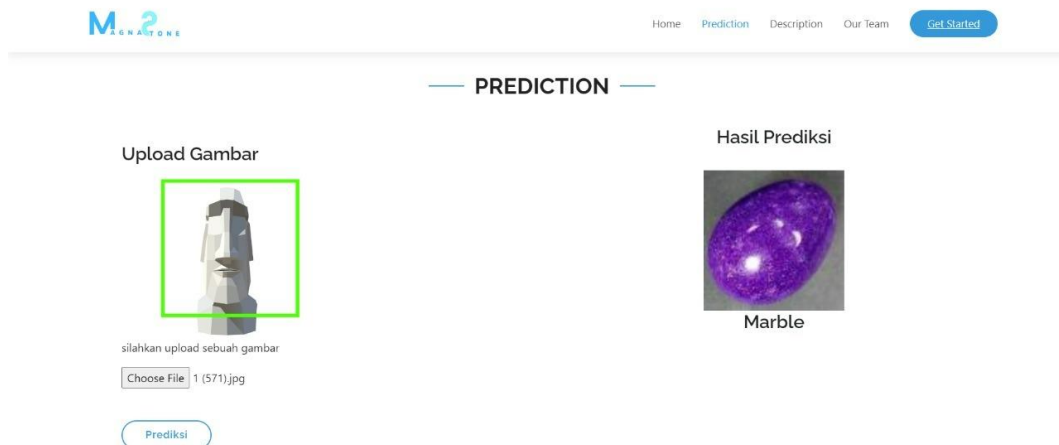 MAGNA2TONE
Home Prediction Description Our Team Get Started
PREDICTION
Upload Gambar
silahkan upload sebuah gambar
Choose File 1 (571).jpg
Prediksi
Hasil Prediksi
Marble